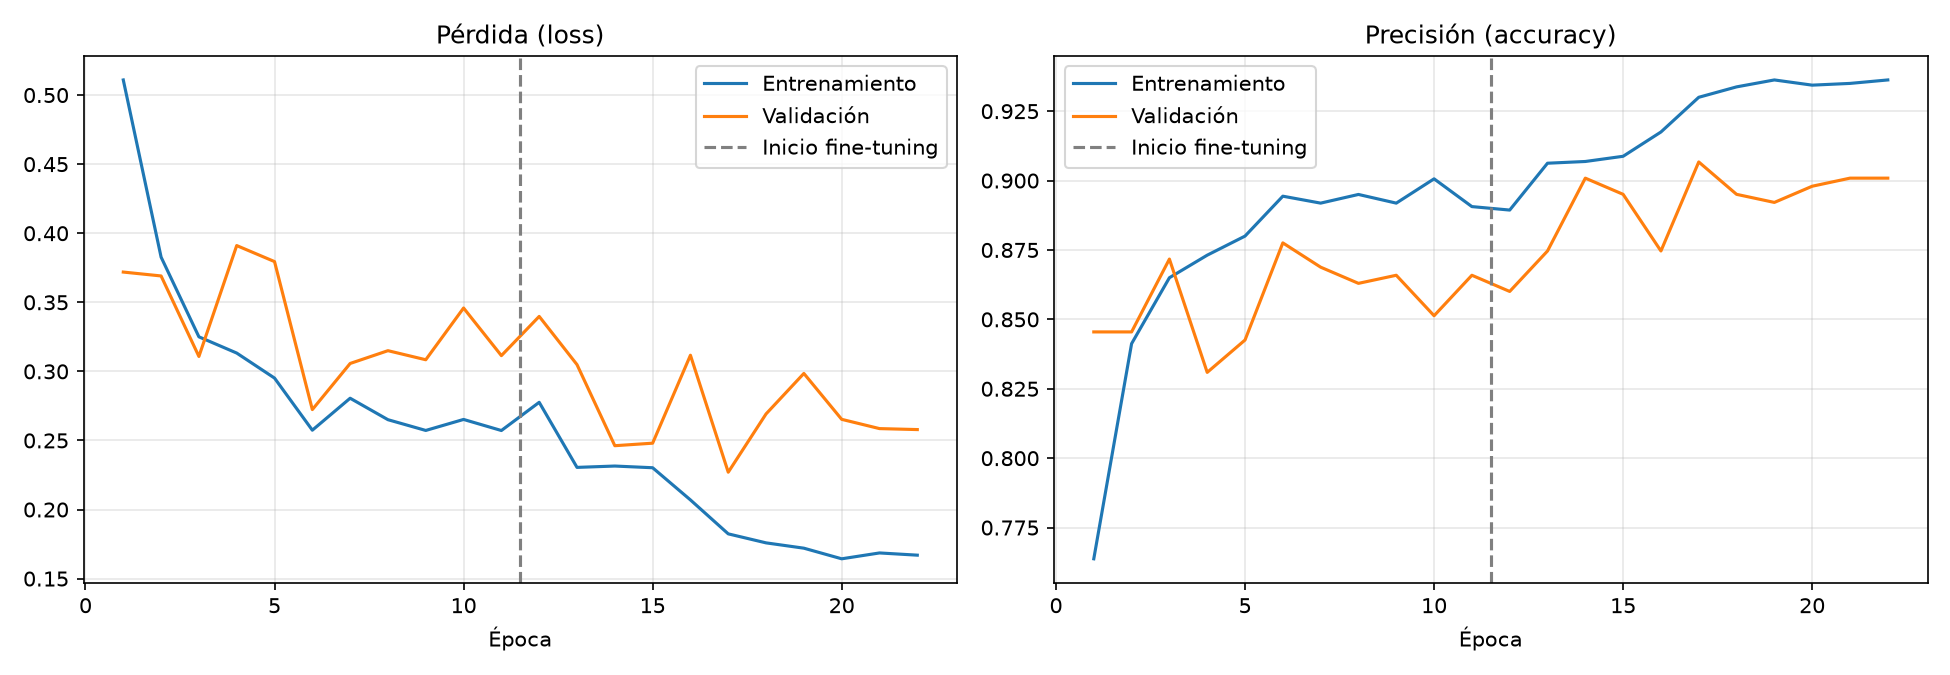 Pérdida (loss)
0.50
0.45
0.40
0.35
0.30
0.25
0.20
0.15
0 5 10 15 20
Época
Entrenamiento
Validación
Inicio fine-tuning
Precisión (accuracy)
0.925
0.900
0.875
0.850
0.825
0.800
0.775
0 5 10 15 20
Época
Entrenamiento
Validación
Inicio fine-tuning